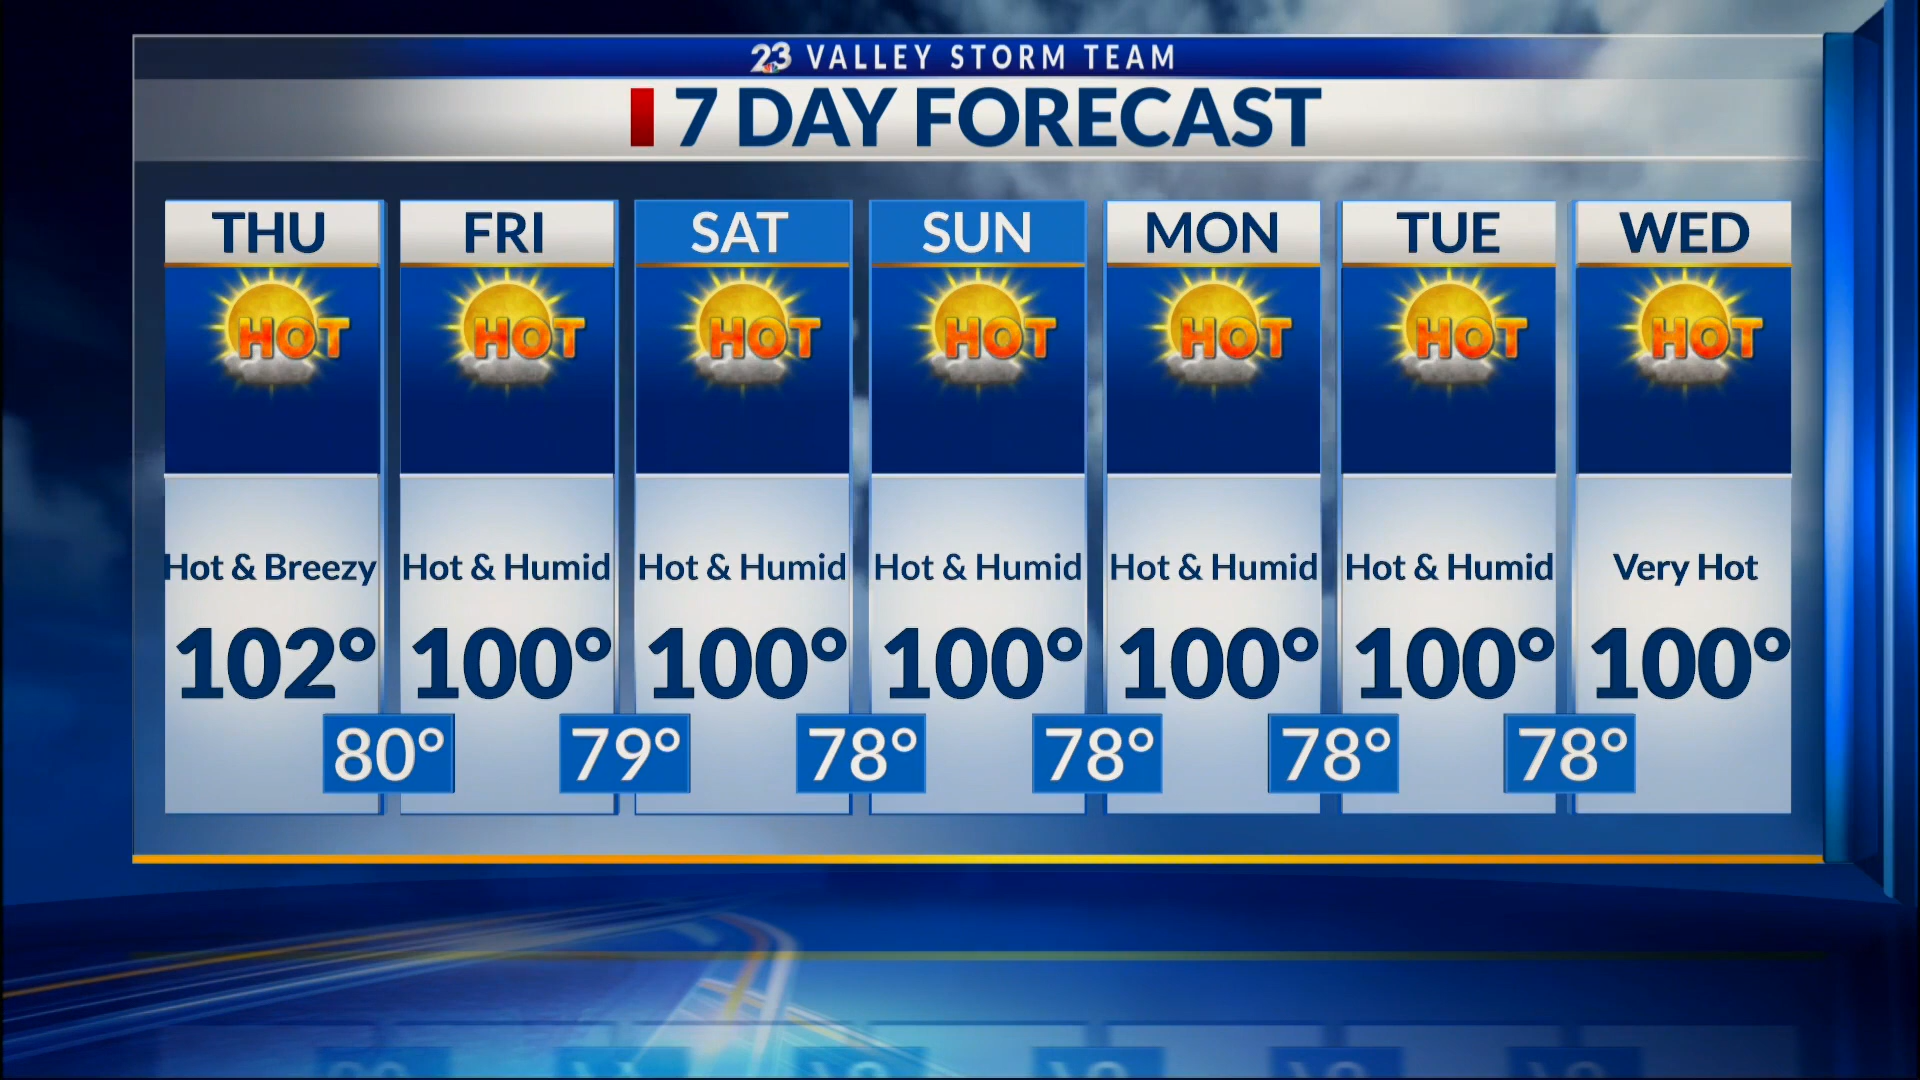 23 VALLEY STORM TEAM
7 DAY FORECAST
THU FRI SAT SUN MON TUE WED
HOT HOT HOT HOT HOT HOT HOT
Hot & Breezy Hot & Humid Hot & Humid Hot & Humid Hot & Humid Hot & Humid Very Hot
102° 100° 100° 100° 100° 100° 100°
80° 79° 78° 78° 78° 78°